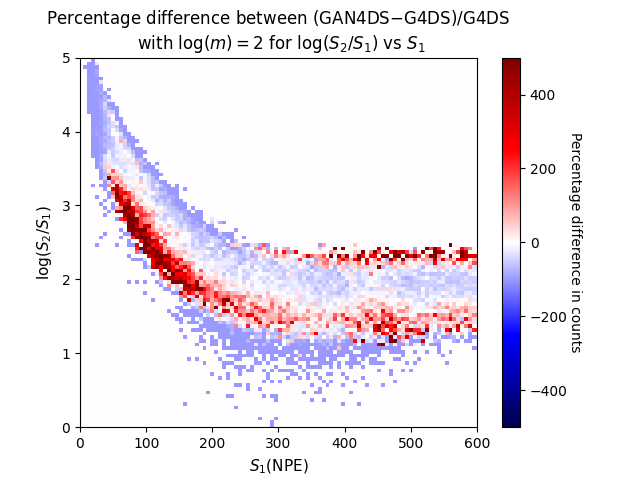 Percentage difference between (GAN4DS−G4DS)/G4DS
with log(m) = 2 for log(S₂/S₁) vs S₁
5
4
3
2
1
0
log(S₂/S₁)
0 100 200 300 400 500 600
S₁(NPE)
400
200
0
−200
−400
Percentage difference in counts